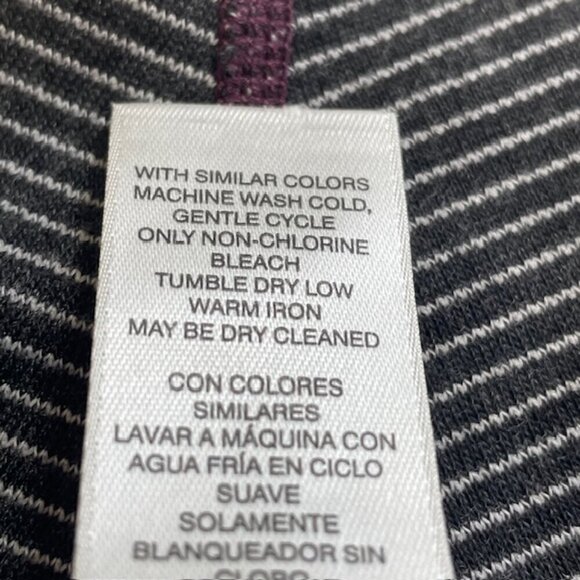 WITH SIMILAR COLORS
MACHINE WASH COLD,
GENTLE CYCLE
ONLY NON-CHLORINE
BLEACH
TUMBLE DRY LOW
WARM IRON
MAY BE DRY CLEANED
CON COLORES
SIMILARES
LAVAR A MÁQUINA CON
AGUA FRÍA EN CICLO
SUAVE
SOLAMENTE
BLANQUEADOR SIN
CLORO